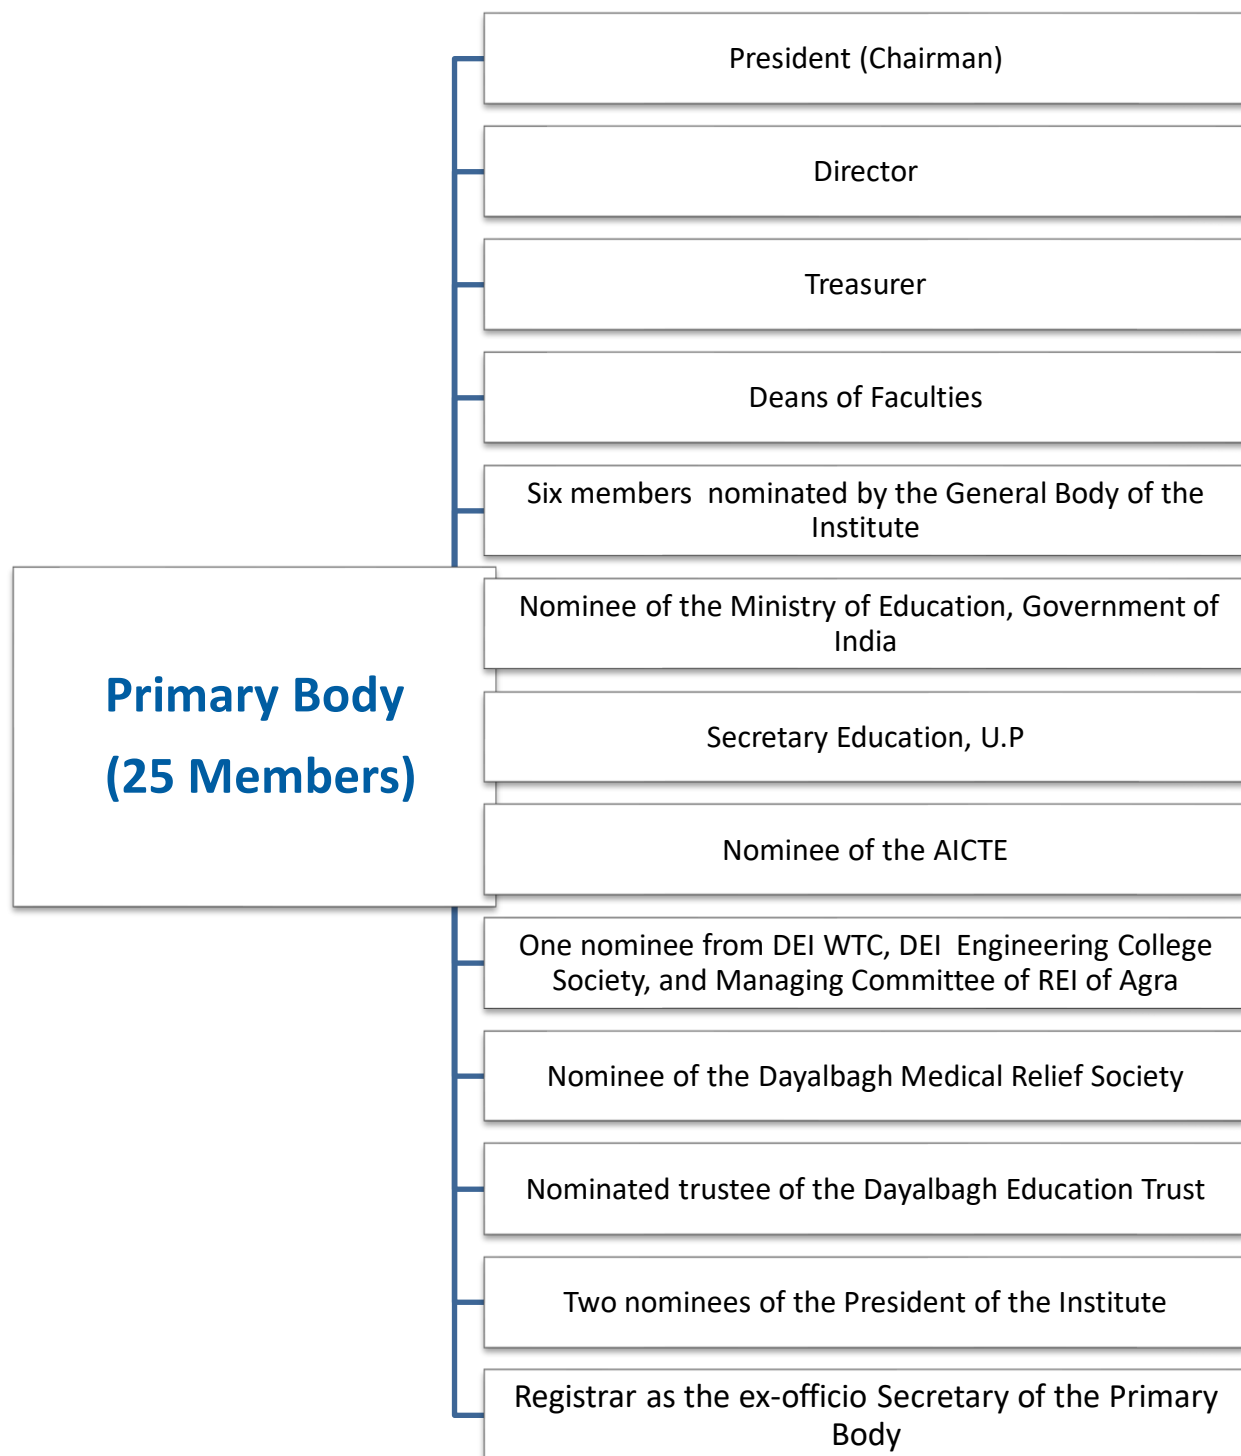 President (Chairman)
Director
Treasurer
Deans of Faculties
Six members nominated by the General Body of the
Institute
Nominee of the Ministry of Education, Government of
India
Primary Body
(25 Members)
Secretary Education, U.P
Nominee of the AICTE
One nominee from DEI WTC, DEI Engineering College
Society, and Managing Committee of REI of Agra
Nominee of the Dayalbagh Medical Relief Society
Nominated trustee of the Dayalbagh Education Trust
Two nominees of the President of the Institute
Registrar as the ex-officio Secretary of the Primary
Body